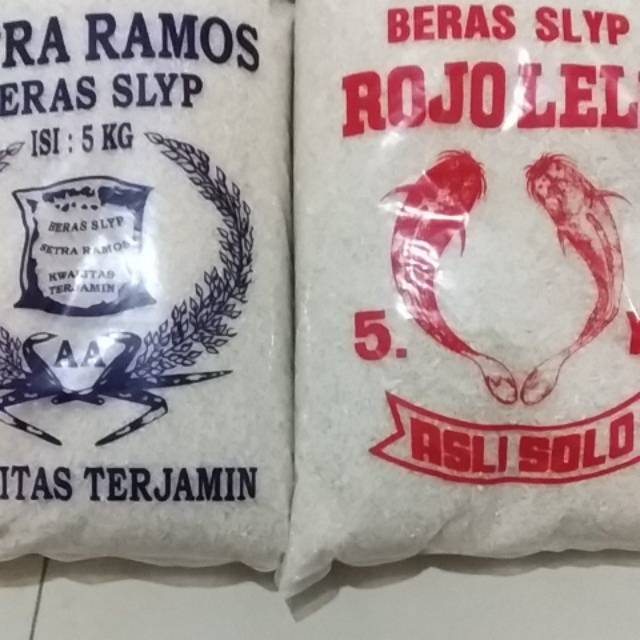 TRA RAMOS
ERAS SLYP
ISI : 5 KG
BERAS SLYP
SETRA RAMOS
KWALITAS
TERJAMIN
AA
ITAS TERJAMIN
BERAS SLYP
ROJOLEL
5.
ASLI SOLO